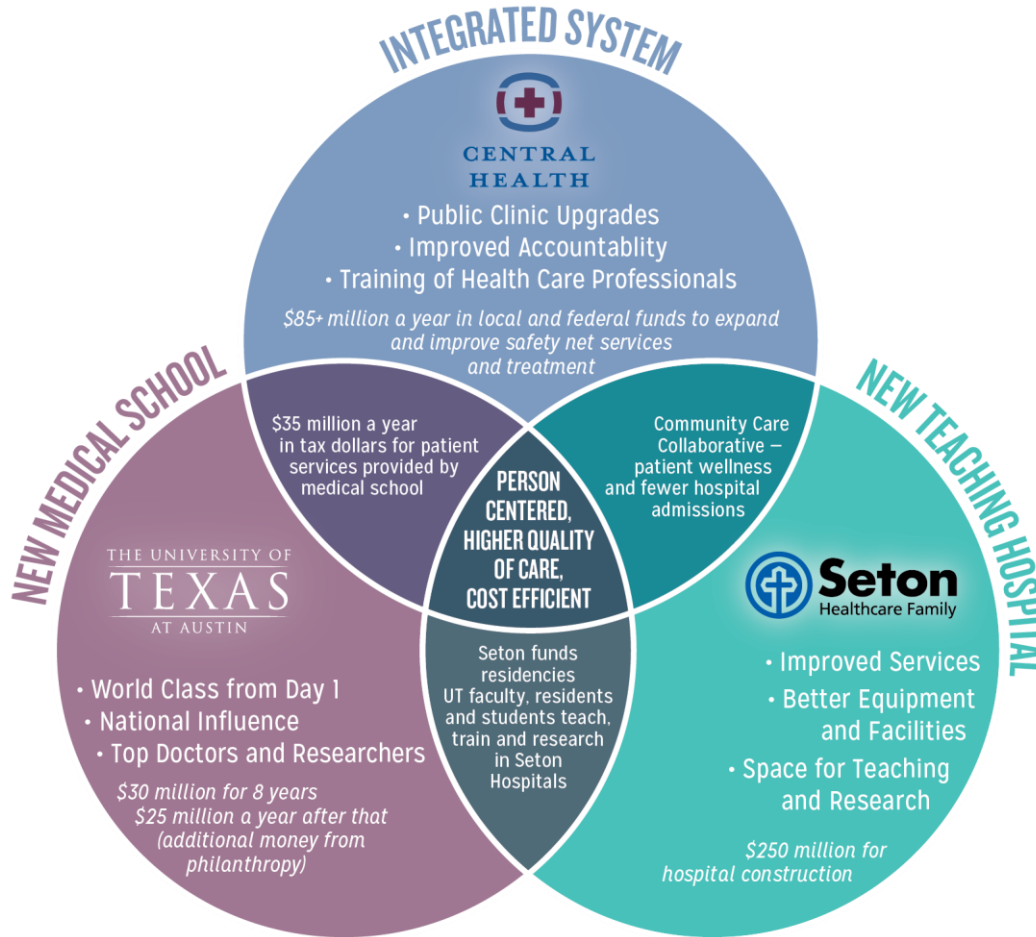 INTEGRATED SYSTEM
CENTRAL
HEALTH
• Public Clinic Upgrades
• Improved Accountablity
• Training of Health Care Professionals
$85+ million a year in local and federal funds to expand
and improve safety net services
and treatment
NEW MEDICAL SCHOOL
NEW TEACHING HOSPITAL
$35 million a year
in tax dollars for patient
services provided by
medical school
Community Care
Collaborative –
patient wellness
and fewer hospital
admissions
PERSON
CENTERED,
HIGHER QUALITY
OF CARE,
COST EFFICIENT
THE UNIVERSITY OF
TEXAS
AT AUSTIN
• World Class from Day 1
• National Influence
• Top Doctors and Researchers
$30 million for 8 years
$25 million a year after that
(additional money from
philanthropy)
Seton funds
residencies
UT faculty, residents
and students teach,
train and research
in Seton
Hospitals
Seton
Healthcare Family
• Improved Services
• Better Equipment
and Facilities
• Space for Teaching
and Research
$250 million for
hospital construction